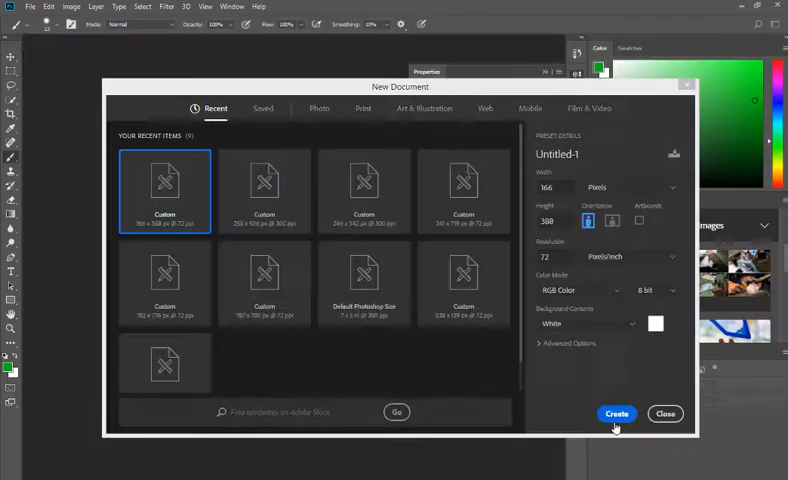 Ps File Edit Image Layer Type Select Filter 3D View Window Help
13 Mode: Normal Opacity: 100% Flow: 100% Smoothing: 10%
Color Swatches
Properties
New Document
Recent Saved Photo Print Art & Illustration Web Mobile Film & Video
YOUR RECENT ITEMS (9)
PRESET DETAILS
Untitled-1
Width
166 Pixels
Height Orientation Artboards
388
Resolution
72 Pixels/Inch
Color Mode
RGB Color 8 bit
Background Contents
White
Advanced Options
Custom Custom Custom Custom
166 x 388 px @ 72 ppi 258 x 506 px @ 300 ppi 246 x 542 px @ 300 ppi 341 x 719 px @ 72 ppi
Custom Custom Default Photoshop Size Custom
782 x 776 px @ 72 ppi 787 x 780 px @ 72 ppi 7 x 5 in @ 300 ppi 538 x 139 px @ 72 ppi
Find templates on Adobe Stock Go
Create Close
mages